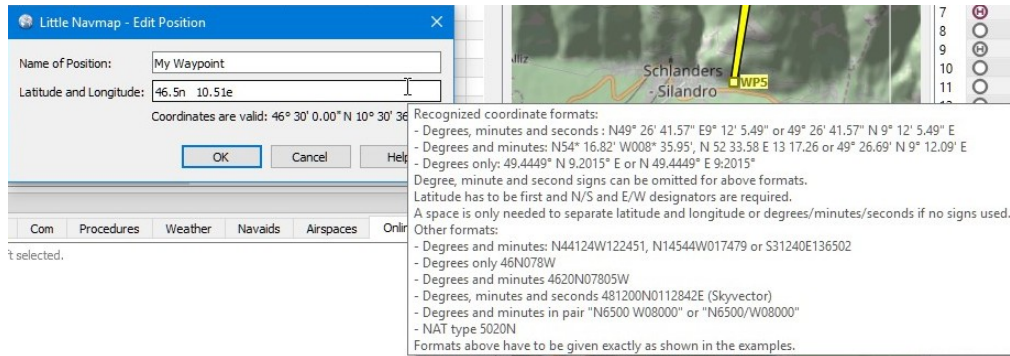 Little Navmap - Edit Position
Name of Position:
My Waypoint
Latitude and Longitude:
46.5n 10.51e
Coordinates are valid: 46° 30' 0.00" N 10° 30' 36
OK
Cancel
Help
Com
Procedures
Weather
Navaids
Airspaces
Onlin
t selected.
Schlanders
- Silandro
WP5
7
8
9
10
11
Recognized coordinate formats:
- Degrees, minutes and seconds : N49° 26' 41.57" E9° 12' 5.49" or 49° 26' 41.57" N 9° 12' 5.49" E
- Degrees and minutes: N54* 16.82' W008* 35.95', N 52 33.58 E 13 17.26 or 49° 26.69' N 9° 12.09' E
- Degrees only: 49.4449° N 9.2015° E or N 49.4449° E 9:2015°
Degree, minute and second signs can be omitted for above formats.
Latitude has to be first and N/S and E/W designators are required.
A space is only needed to separate latitude and longitude or degrees/minutes/seconds if no signs used.
Other formats:
- Degrees and minutes: N44124W122451, N14544W017479 or S31240E136502
- Degrees only 46N078W
- Degrees and minutes 4620N07805W
- Degrees, minutes and seconds 481200N0112842E (Skyvector)
- Degrees and minutes in pair "N6500 W08000" or "N6500/W08000"
- NAT type 5020N
Formats above have to be given exactly as shown in the examples.